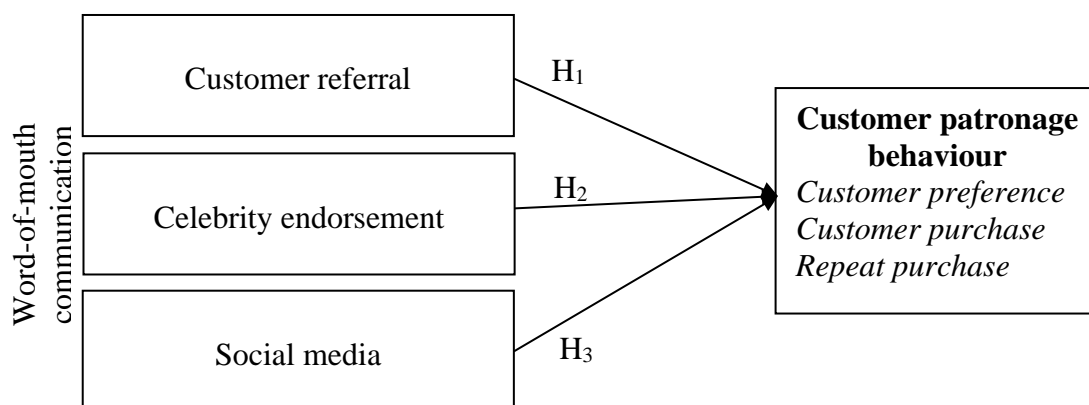 Word-of-mouth
communication
Customer referral
Celebrity endorsement
Social media
H₁
H₂
H₃
Customer patronage
behaviour
Customer preference
Customer purchase
Repeat purchase